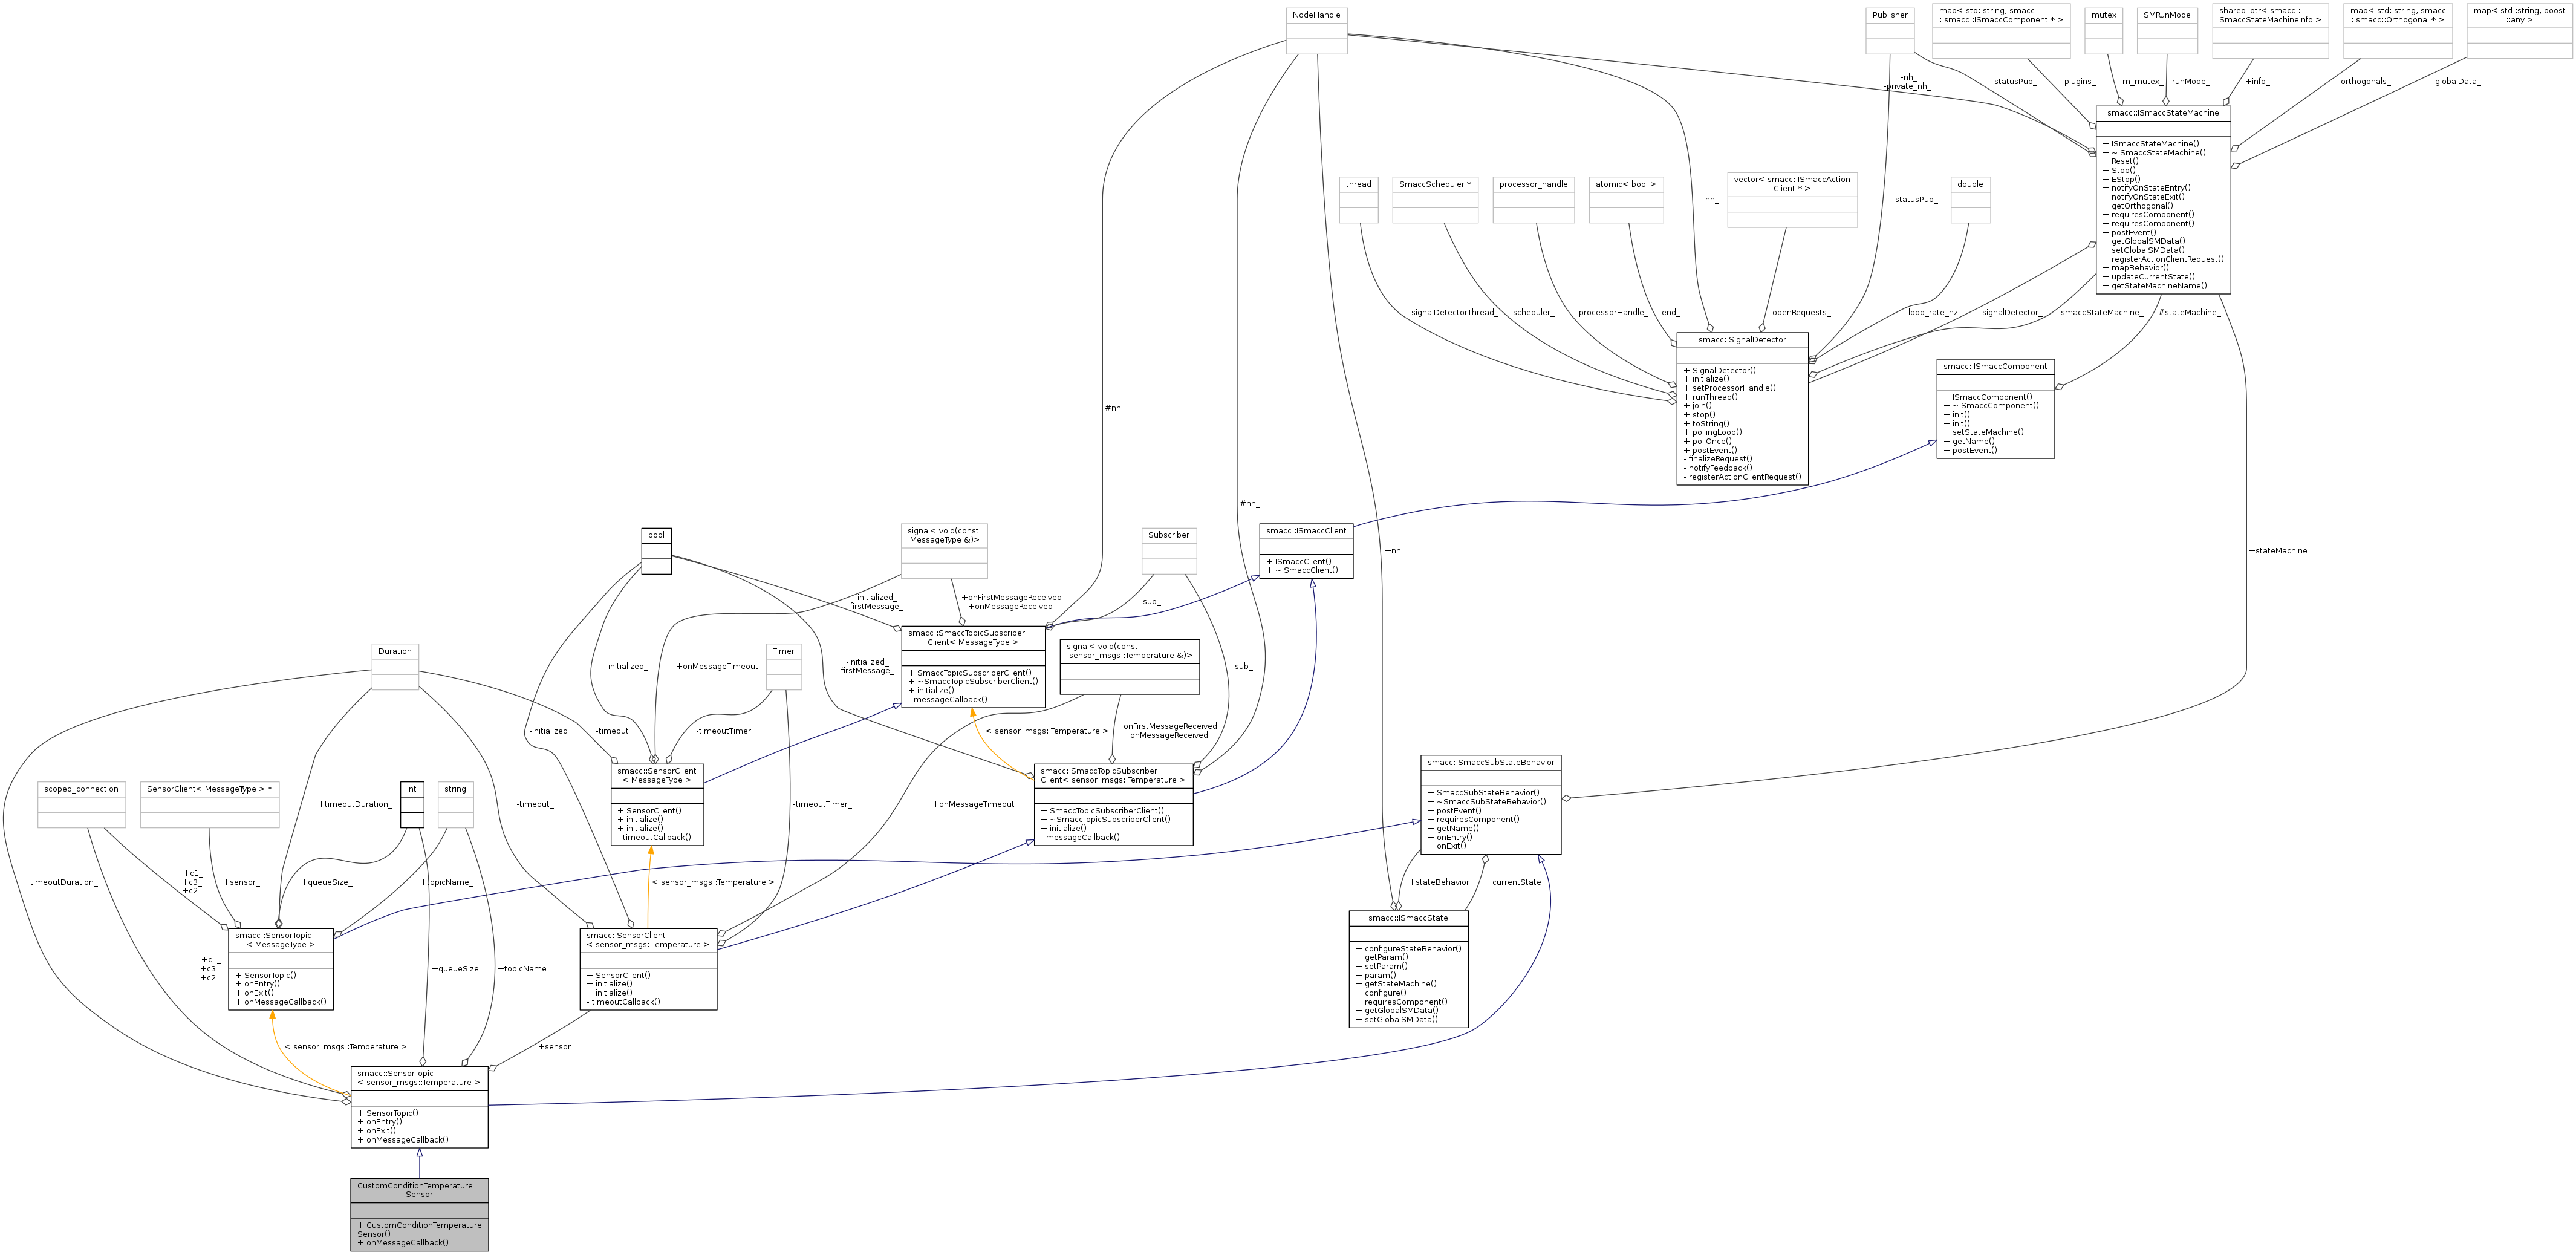 NodeHandle
Publisher
map< std::string, smacc
::smacc::ISmaccComponent * >
mutex
SMRunMode
shared_ptr< smacc::
SmaccStateMachineInfo >
map< std::string, smacc
::smacc::Orthogonal * >
map< std::string, boost
::any >
-nh_
-private_nh_
-statusPub_
-plugins_
-m_mutex_
-runMode_
+info_
-orthogonals_
-globalData_
smacc::ISmaccStateMachine
+ ISmaccStateMachine()
+ ~ISmaccStateMachine()
+ Reset()
+ Stop()
+ EStop()
+ notifyOnStateEntry()
+ notifyOnStateExit()
+ getOrthogonal()
+ requiresComponent()
+ requiresComponent()
+ postEvent()
+ getGlobalSMData()
+ setGlobalSMData()
+ registerActionClientRequest()
+ mapBehavior()
+ updateCurrentState()
+ getStateMachineName()
thread
SmaccScheduler *
processor_handle
atomic< bool >
vector< smacc::ISmaccAction
Client * >
double
-nh_
-statusPub_
-signalDetectorThread_
-scheduler_
-processorHandle_
-end_
-openRequests_
-loop_rate_hz
-signalDetector_
-smaccStateMachine_
#stateMachine_
smacc::SignalDetector
+ SignalDetector()
+ initialize()
+ setProcessorHandle()
+ runThread()
+ join()
+ stop()
+ toString()
+ pollingLoop()
+ pollOnce()
+ postEvent()
- finalizeRequest()
- notifyFeedback()
- registerActionClientRequest()
smacc::ISmaccComponent
+ ISmaccComponent()
+ ~ISmaccComponent()
+ init()
+ init()
+ setStateMachine()
+ getName()
+ postEvent()
#nh_
#nh_
+nh
+stateMachine
bool
signal< void(const
MessageType &)>
Subscriber
smacc::ISmaccClient
+ ISmaccClient()
+ ~ISmaccClient()
-initialized_
-firstMessage_
+onFirstMessageReceived
+onMessageReceived
-sub_
smacc::SmaccTopicSubscriber
Client< MessageType >
+ SmaccTopicSubscriberClient()
+ ~SmaccTopicSubscriberClient()
+ initialize()
- messageCallback()
signal< void(const
sensor_msgs::Temperature &)>
Duration
Timer
-initialized_
+onMessageTimeout
-initialized_
-firstMessage_
-sub_
-initialized_
-timeout_
-timeoutTimer_
< sensor_msgs::Temperature >
+onFirstMessageReceived
+onMessageReceived
smacc::SensorClient
< MessageType >
+ SensorClient()
+ initialize()
+ initialize()
- timeoutCallback()
smacc::SmaccTopicSubscriber
Client< sensor_msgs::Temperature >
+ SmaccTopicSubscriberClient()
+ ~SmaccTopicSubscriberClient()
+ initialize()
- messageCallback()
smacc::SmaccSubStateBehavior
+ SmaccSubStateBehavior()
+ ~SmaccSubStateBehavior()
+ postEvent()
+ requiresComponent()
+ getName()
+ onEntry()
+ onExit()
scoped_connection
SensorClient< MessageType > *
int
string
+timeoutDuration_
-timeout_
-timeoutTimer_
+onMessageTimeout
+timeoutDuration_
+c1_
+c3_
+c2_
+sensor_
+queueSize_
+topicName_
< sensor_msgs::Temperature >
+stateBehavior
+currentState
smacc::SensorTopic
< MessageType >
+ SensorTopic()
+ onEntry()
+ onExit()
+ onMessageCallback()
smacc::SensorClient
< sensor_msgs::Temperature >
+ SensorClient()
+ initialize()
+ initialize()
- timeoutCallback()
smacc::ISmaccState
+ configureStateBehavior()
+ getParam()
+ setParam()
+ param()
+ getStateMachine()
+ configure()
+ requiresComponent()
+ getGlobalSMData()
+ setGlobalSMData()
+c1_
+c3_
+c2_
+queueSize_
+topicName_
< sensor_msgs::Temperature >
+sensor_
smacc::SensorTopic
< sensor_msgs::Temperature >
+ SensorTopic()
+ onEntry()
+ onExit()
+ onMessageCallback()
CustomConditionTemperature
Sensor
+ CustomConditionTemperature
Sensor()
+ onMessageCallback()